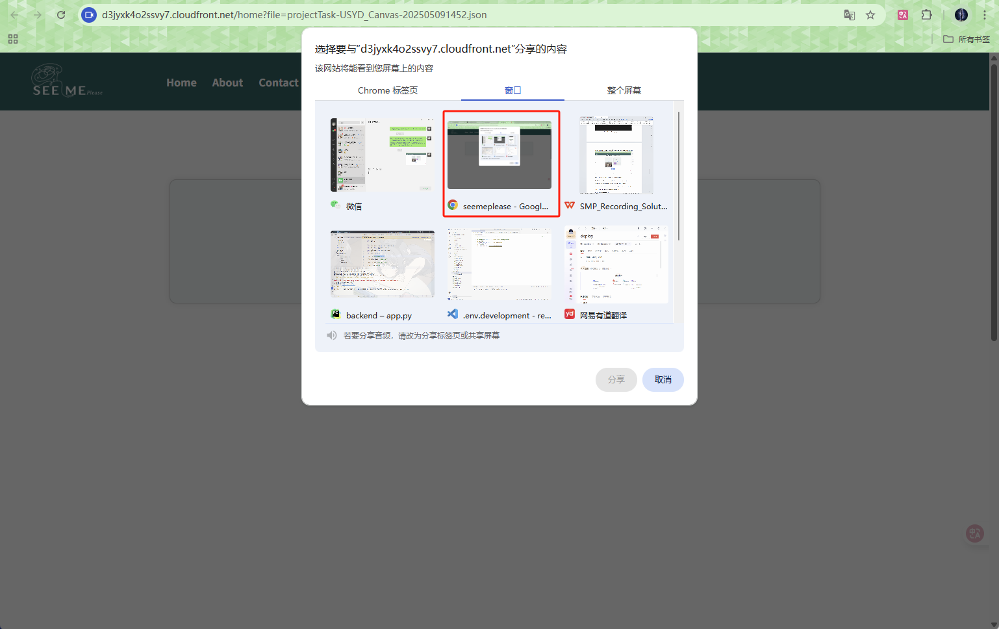 d3jyxk4o2ssvy7.cloudfront.net/home?file=projectTask-USYD_Canvas-202505091452.json
所有书签
选择要与“d3jyxk4o2ssvy7.cloudfront.net”分享的内容
该网站将能看到您屏幕上的内容
SEE ME Please
Home About Contact
Chrome 标签页 窗口 整个屏幕
deploy
微信 seemeplease - Googl... SMP_Recording_Solut...
backend – app.py .env.development - re... 网易有道翻译
若要分享音频，请改为分享标签页或共享屏幕
分享 取消